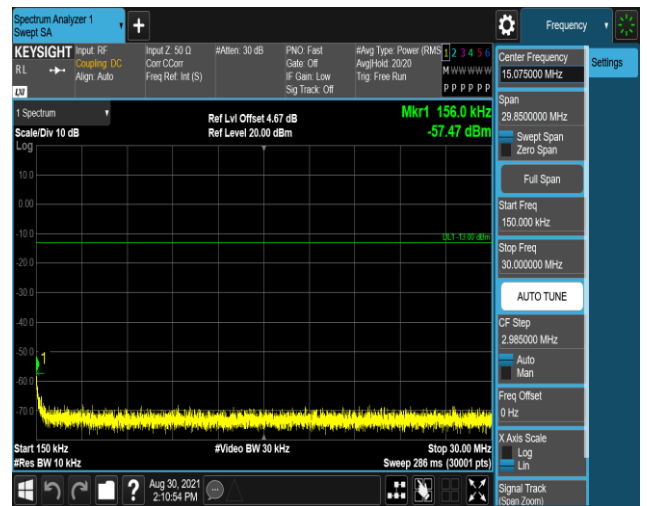 Spectrum Analyzer 1
Swept SA
Frequency
KEYSIGHT
RL
LXI
Input: RF
Coupling: DC
Align: Auto
Input Z: 50 Ω
Corr CCorr
Freq Ref: Int (S)
#Atten: 30 dB
PNO: Fast
Gate: Off
IF Gain: Low
Sig Track: Off
#Avg Type: Power (RMS
Avg|Hold: 20/20
Trig: Free Run
1 2 3 4 5 6
M W W W W W
P P P P P P
Center Frequency
15.075000 MHz
Settings
Span
29.8500000 MHz
Swept Span
Zero Span
Full Span
Start Freq
150.000 kHz
Stop Freq
30.000000 MHz
AUTO TUNE
CF Step
2.985000 MHz
Auto
Man
Freq Offset
0 Hz
X Axis Scale
Log
Lin
Signal Track
(Span Zoom)
1 Spectrum
Scale/Div 10 dB
Ref Lvl Offset 4.67 dB
Ref Level 20.00 dBm
Mkr1 156.0 kHz
-57.47 dBm
Log
10.0
0.00
-10.0
DL1 -13.00 dBm
-20.0
-30.0
-40.0
-50.0
1
-60.0
-70.0
Start 150 kHz
#Video BW 30 kHz
Stop 30.00 MHz
#Res BW 10 kHz
Sweep 286 ms (30001 pts)
?
Aug 30, 2021
2:10:54 PM